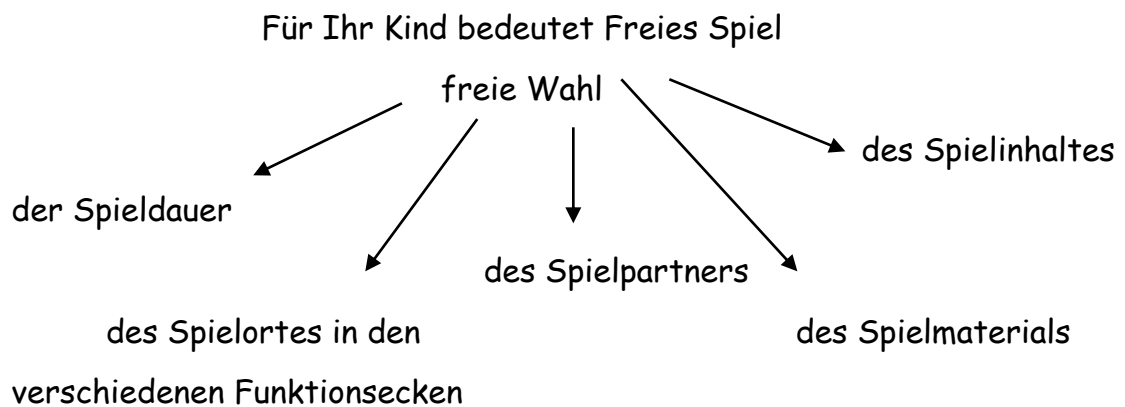 Für Ihr Kind bedeutet Freies Spiel
freie Wahl
des Spielinhaltes
der Spieldauer
des Spielpartners
des Spielortes in den
verschiedenen Funktionsecken
des Spielmaterials